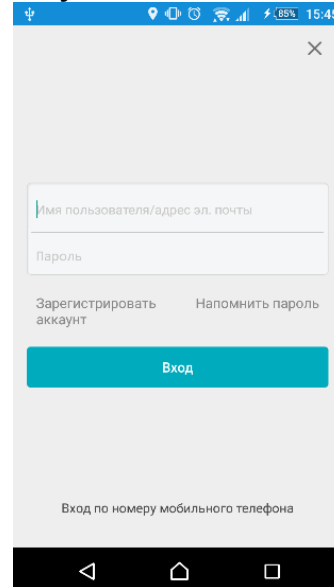 85% 15:45
Имя пользователя/адрес эл. почты
Пароль
Зарегистрировать
аккаунт
Напомнить пароль
Вход
Вход по номеру мобильного телефона